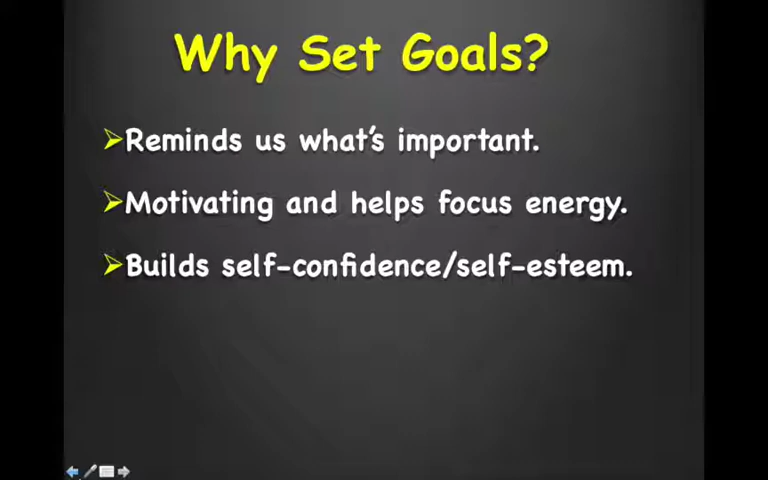 Why Set Goals?
Reminds us what's important.
Motivating and helps focus energy.
Builds self-confidence/self-esteem.